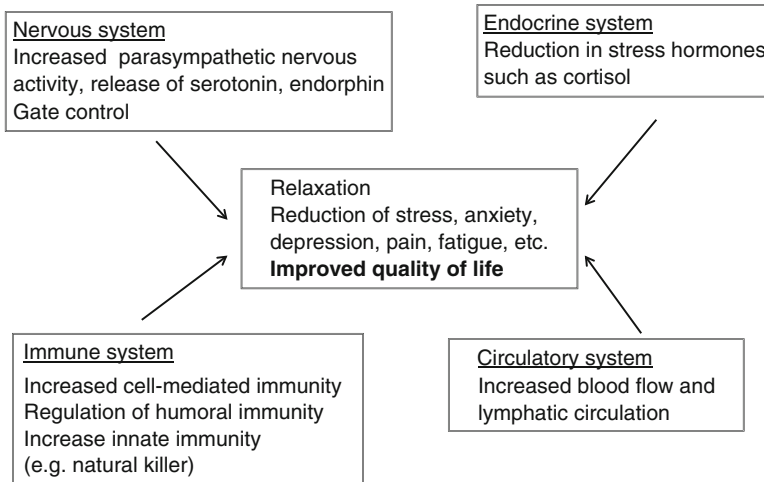 Nervous system
Increased parasympathetic nervous
activity, release of serotonin, endorphin
Gate control
Endocrine system
Reduction in stress hormones
such as cortisol
Relaxation
Reduction of stress, anxiety,
depression, pain, fatigue, etc.
Improved quality of life
Immune system
Increased cell-mediated immunity
Regulation of humoral immunity
Increase innate immunity
(e.g. natural killer)
Circulatory system
Increased blood flow and
lymphatic circulation